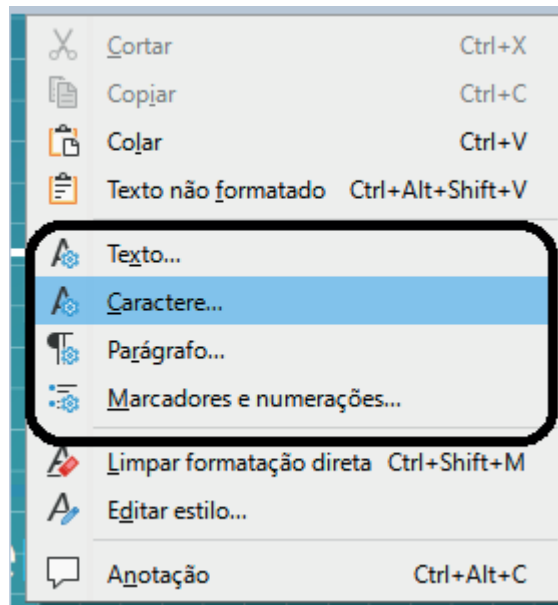 Cortar Ctrl+X
Copiar Ctrl+C
Colar Ctrl+V
Texto não formatado Ctrl+Alt+Shift+V
Texto...
Caractere...
Parágrafo...
Marcadores e numerações...
Limpar formatação direta Ctrl+Shift+M
Editar estilo...
Anotação Ctrl+Alt+C